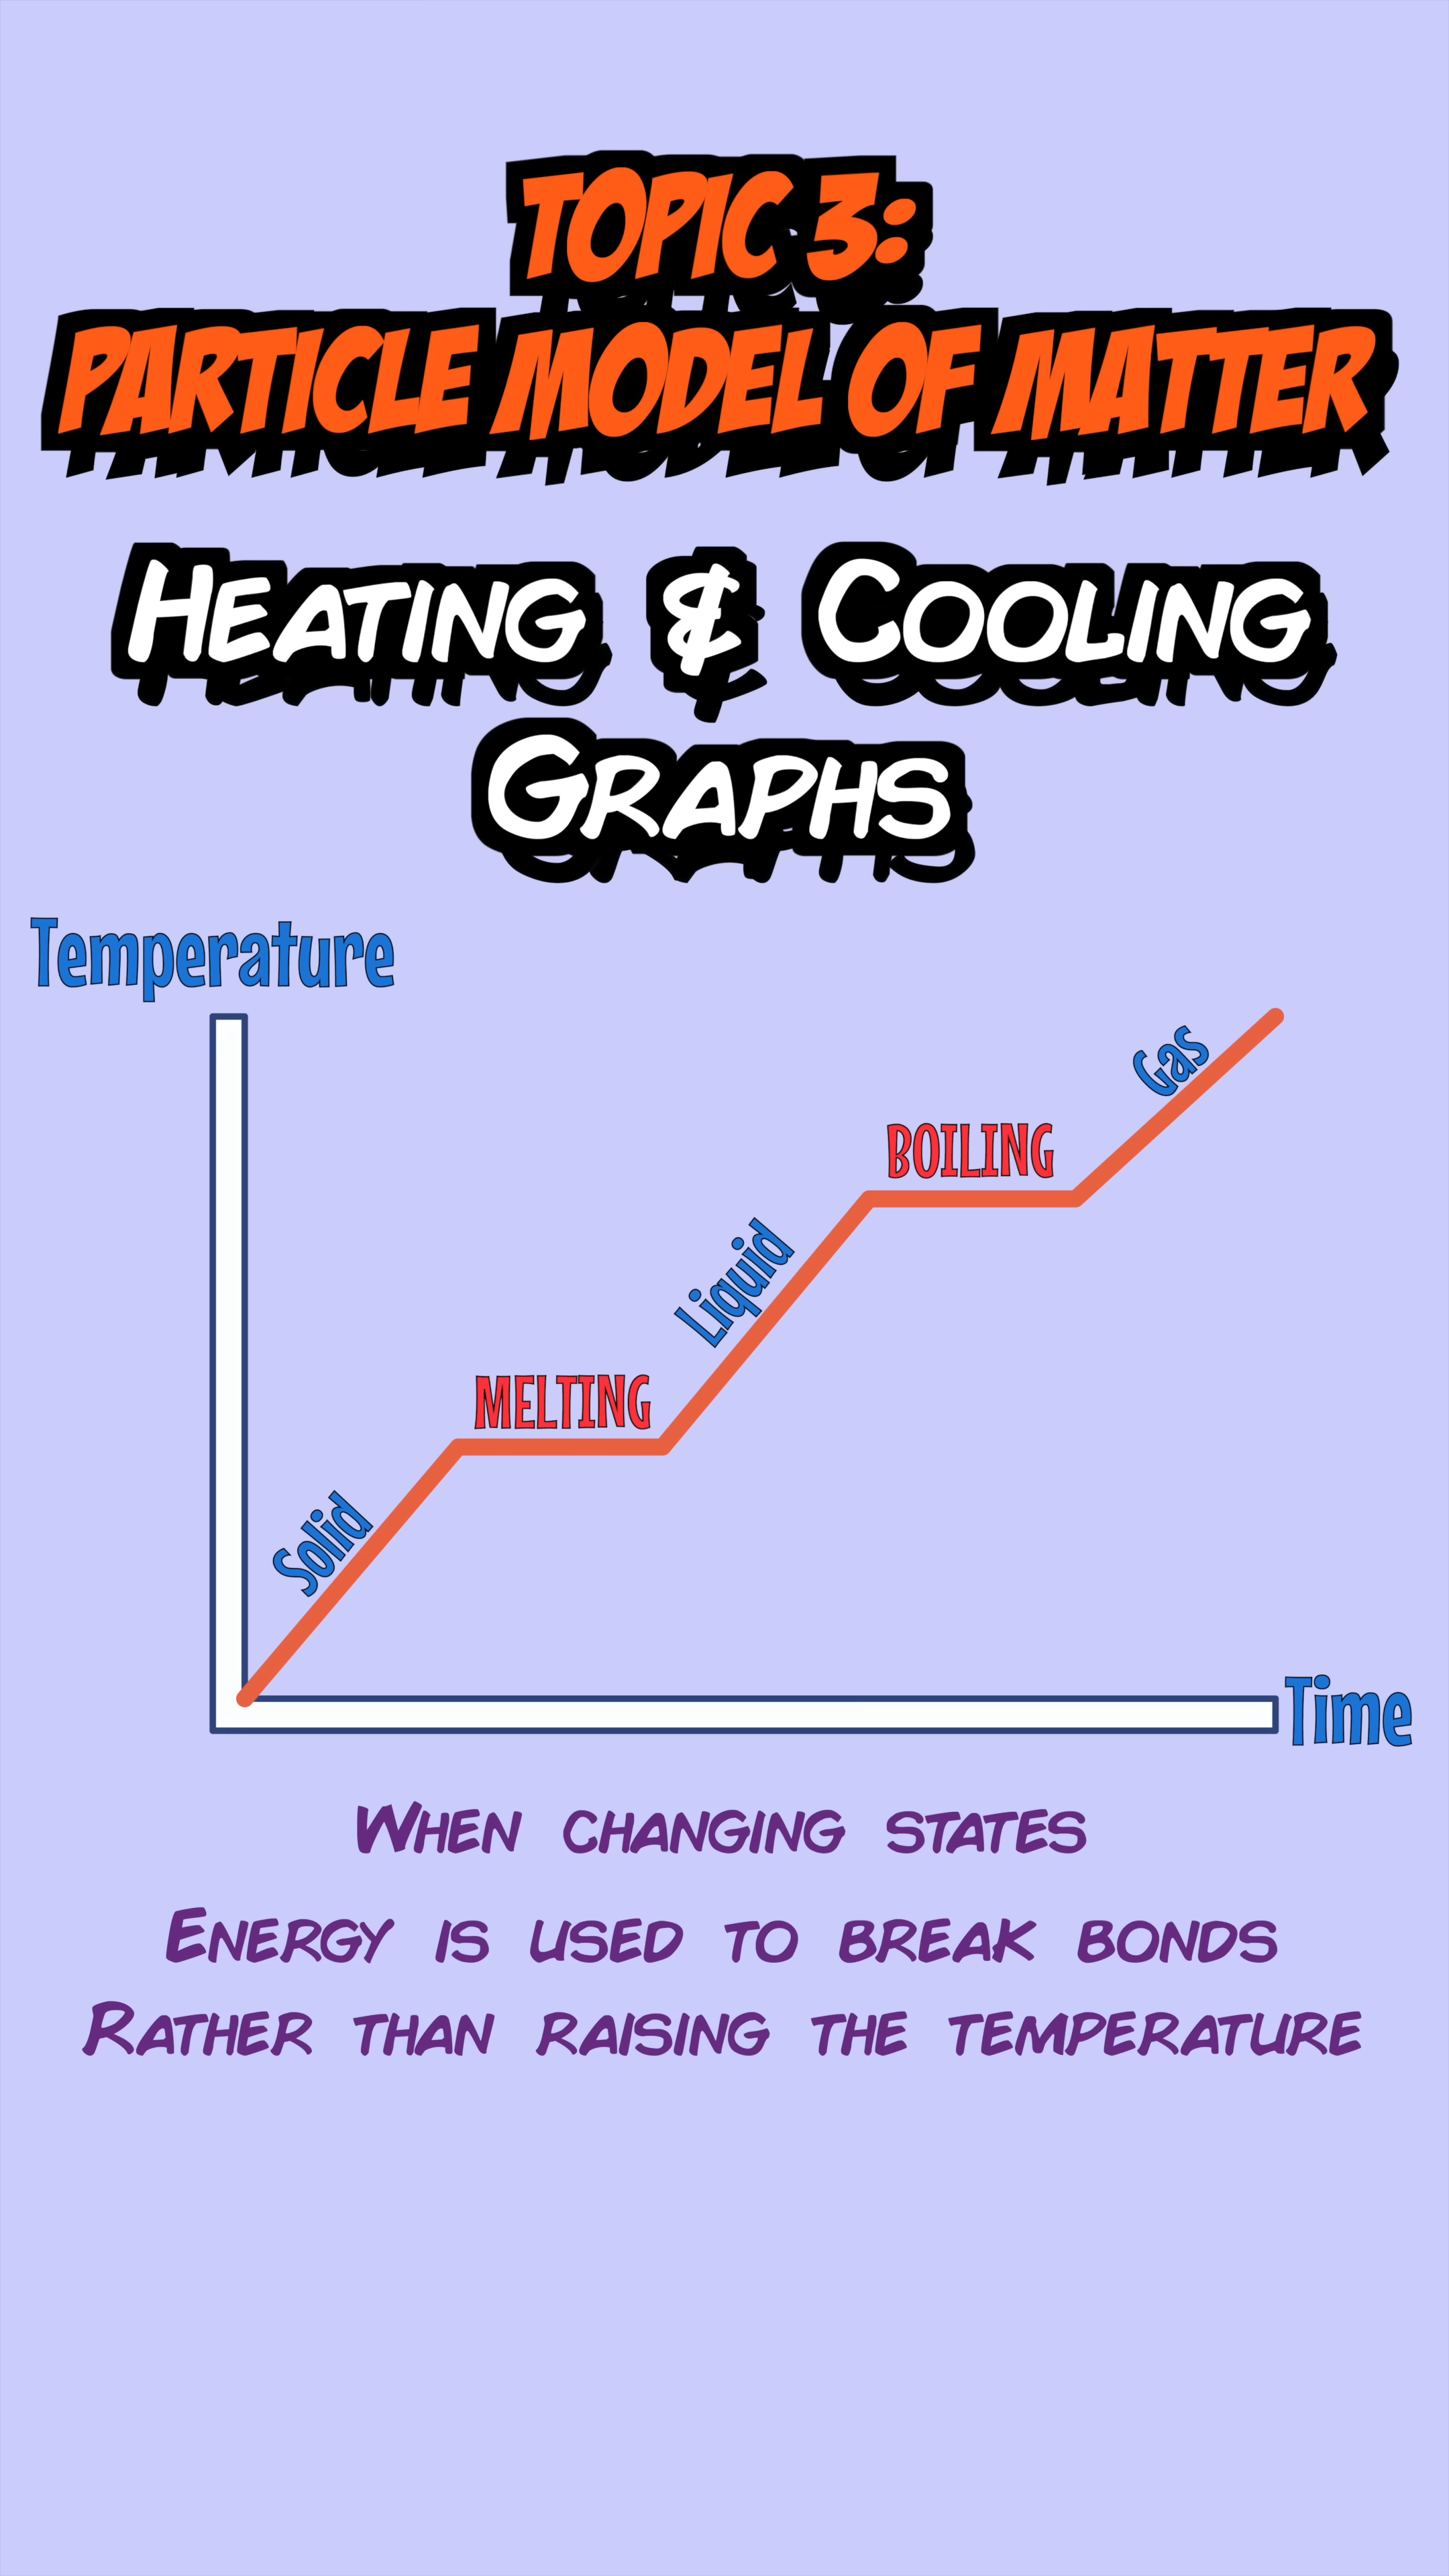 TOPIC 3:
PARTICLE MODEL OF MATTER
HEATING & COOLING
GRAPHS
Temperature
Gas
BOILING
Liquid
MELTING
Solid
Time
WHEN CHANGING STATES
ENERGY IS USED TO BREAK BONDS
RATHER THAN RAISING THE TEMPERATURE